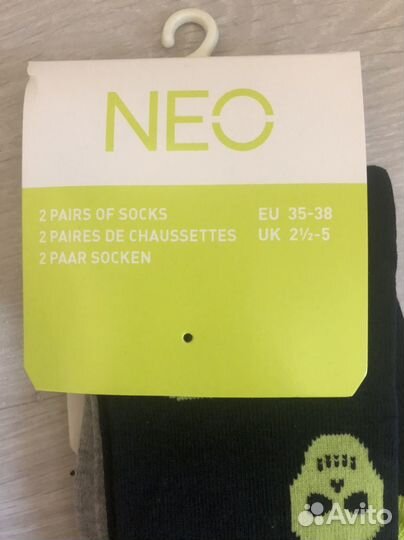 NEO
2 PAIRS OF SOCKS EU 35-38
2 PAIRES DE CHAUSSETTES UK 2½-5
2 PAAR SOCKEN
Avito